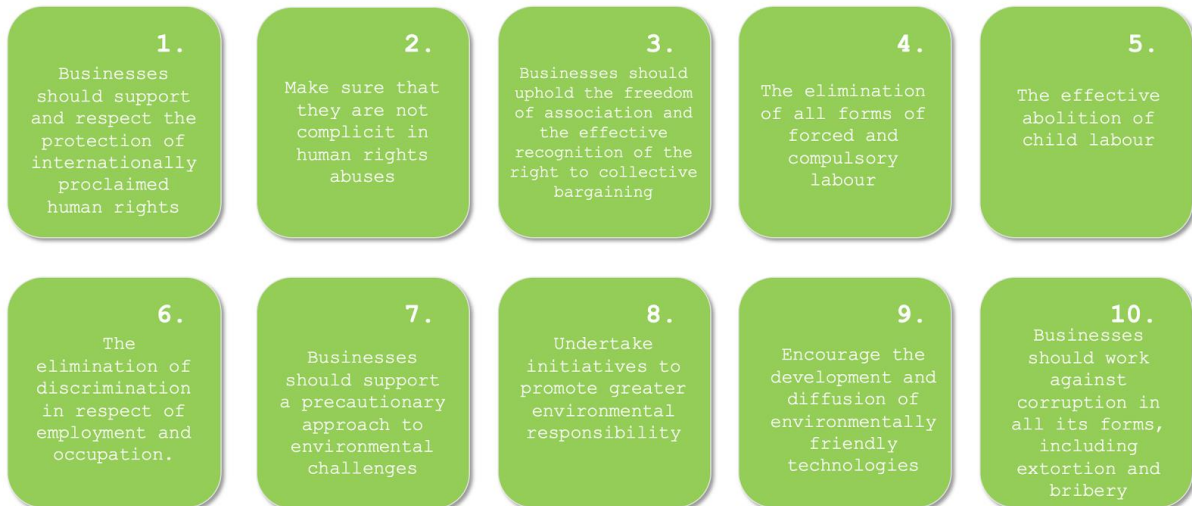 1.
Businesses
should support
and respect the
protection of
internationally
proclaimed
human rights
2.
Make sure that
they are not
complicit in
human rights
abuses
3.
Businesses should
uphold the freedom
of association and
the effective
recognition of the
right to collective
bargaining
4.
The elimination
of all forms of
forced and
compulsory
labour
5.
The effective
abolition of
child labour
6.
The
elimination of
discrimination
in respect of
employment and
occupation.
7.
Businesses
should support
a precautionary
approach to
environmental
challenges
8.
Undertake
initiatives to
promote greater
environmental
responsibility
9.
Encourage the
development and
diffusion of
environmentally
friendly
technologies
10.
Businesses
should work
against
corruption in
all its forms,
including
extortion and
bribery